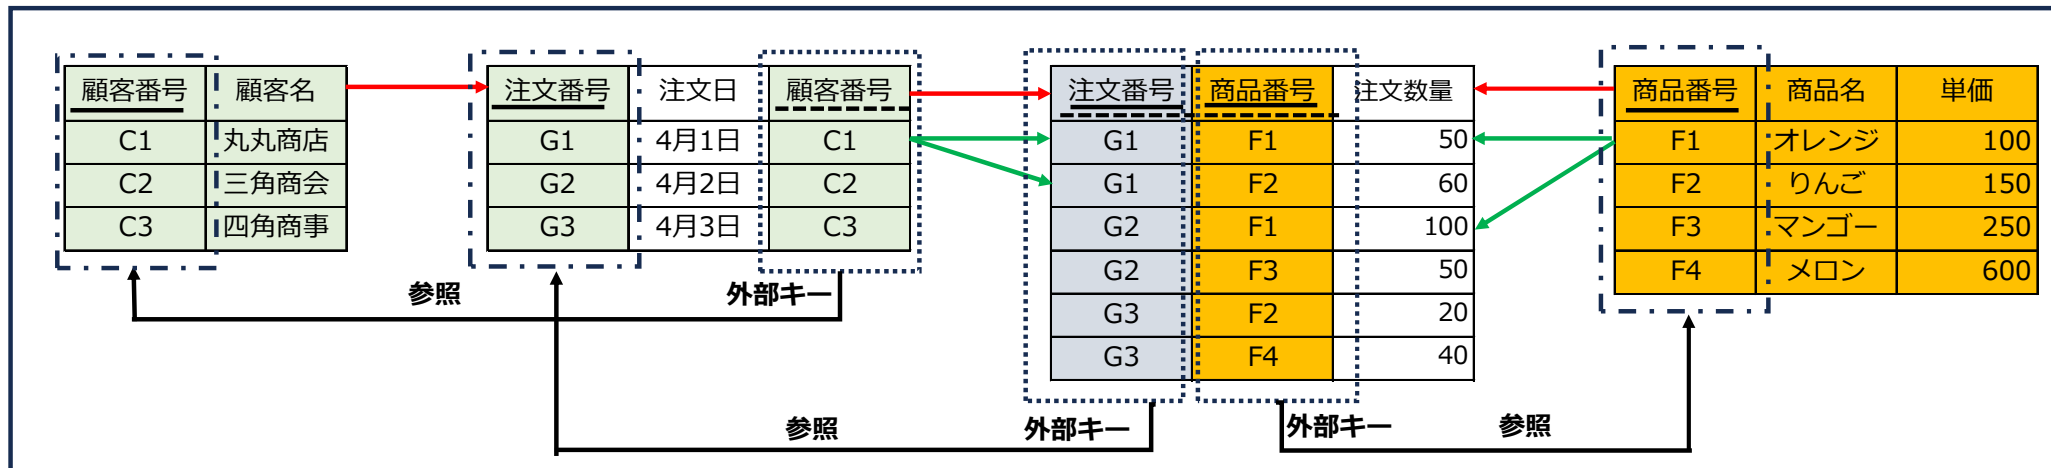 顧客番号 顧客名
C1 丸丸商店
C2 三角商会
C3 四角商事
注文番号 注文日 顧客番号
G1 4月1日 C1
G2 4月2日 C2
G3 4月3日 C3
注文番号 商品番号 注文数量
G1 F1 50
G1 F2 60
G2 F1 100
G2 F3 50
G3 F2 20
G3 F4 40
商品番号 商品名 単価
F1 オレンジ 100
F2 りんご 150
F3 マンゴー 250
F4 メロン 600
参照 外部キー
参照 外部キー 外部キー 参照